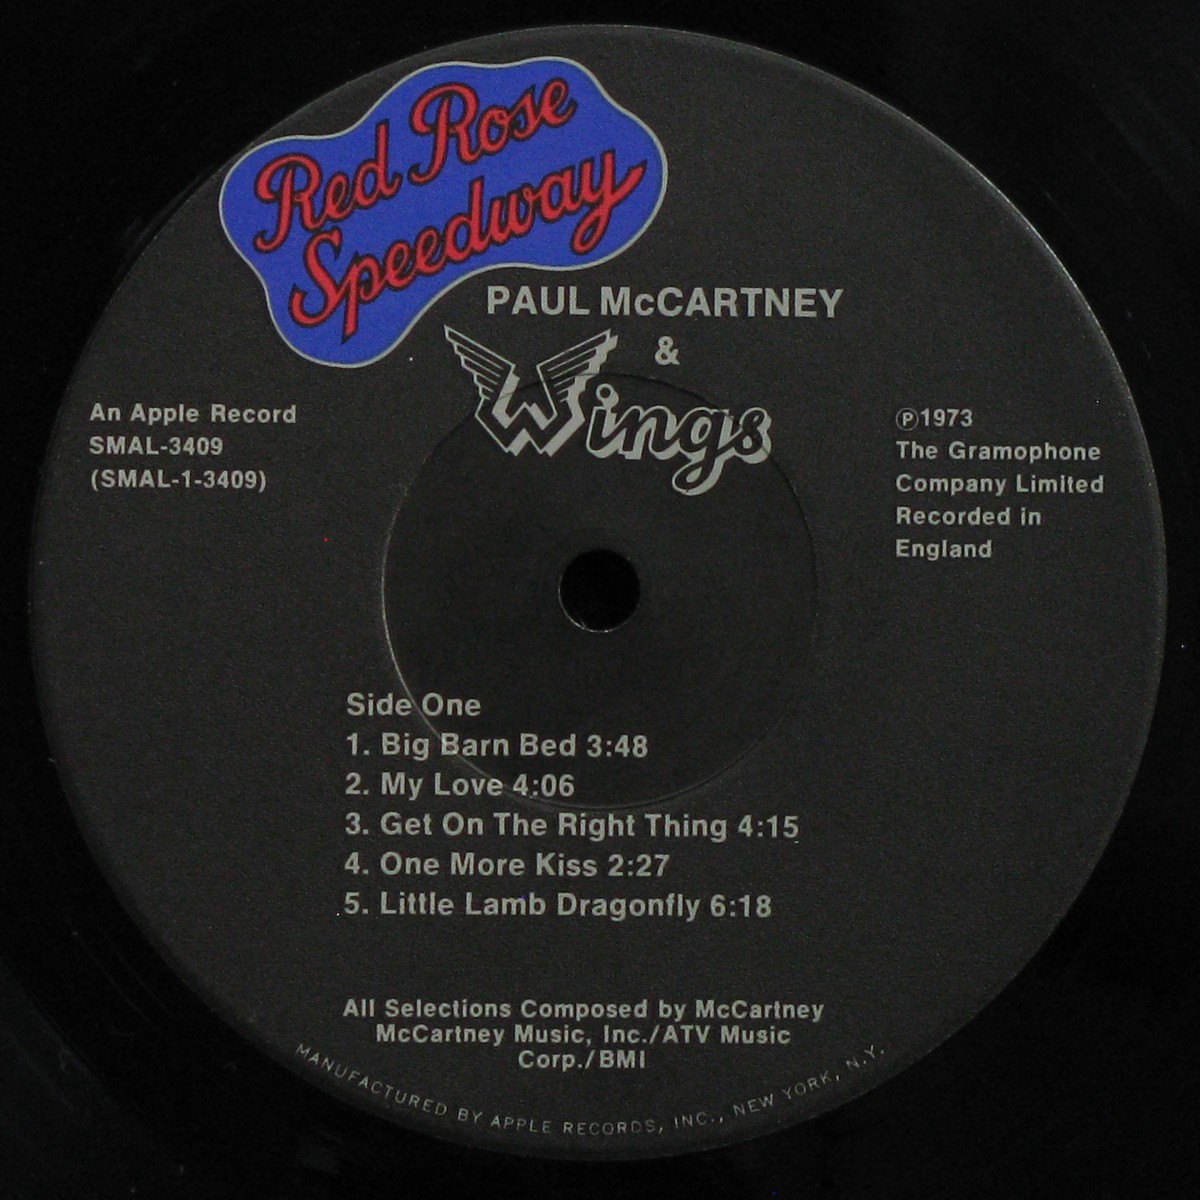 Red Rose
Speedway
PAUL McCARTNEY
&
Wings
An Apple Record
SMAL-3409
(SMAL-1-3409)
℗1973
The Gramophone
Company Limited
Recorded in
England
Side One
1. Big Barn Bed 3:48
2. My Love 4:06
3. Get On The Right Thing 4:15
4. One More Kiss 2:27
5. Little Lamb Dragonfly 6:18
All Selections Composed by McCartney
McCartney Music, Inc./ATV Music
Corp./BMI
MANUFACTURED BY APPLE RECORDS, INC., NEW YORK, N.Y.